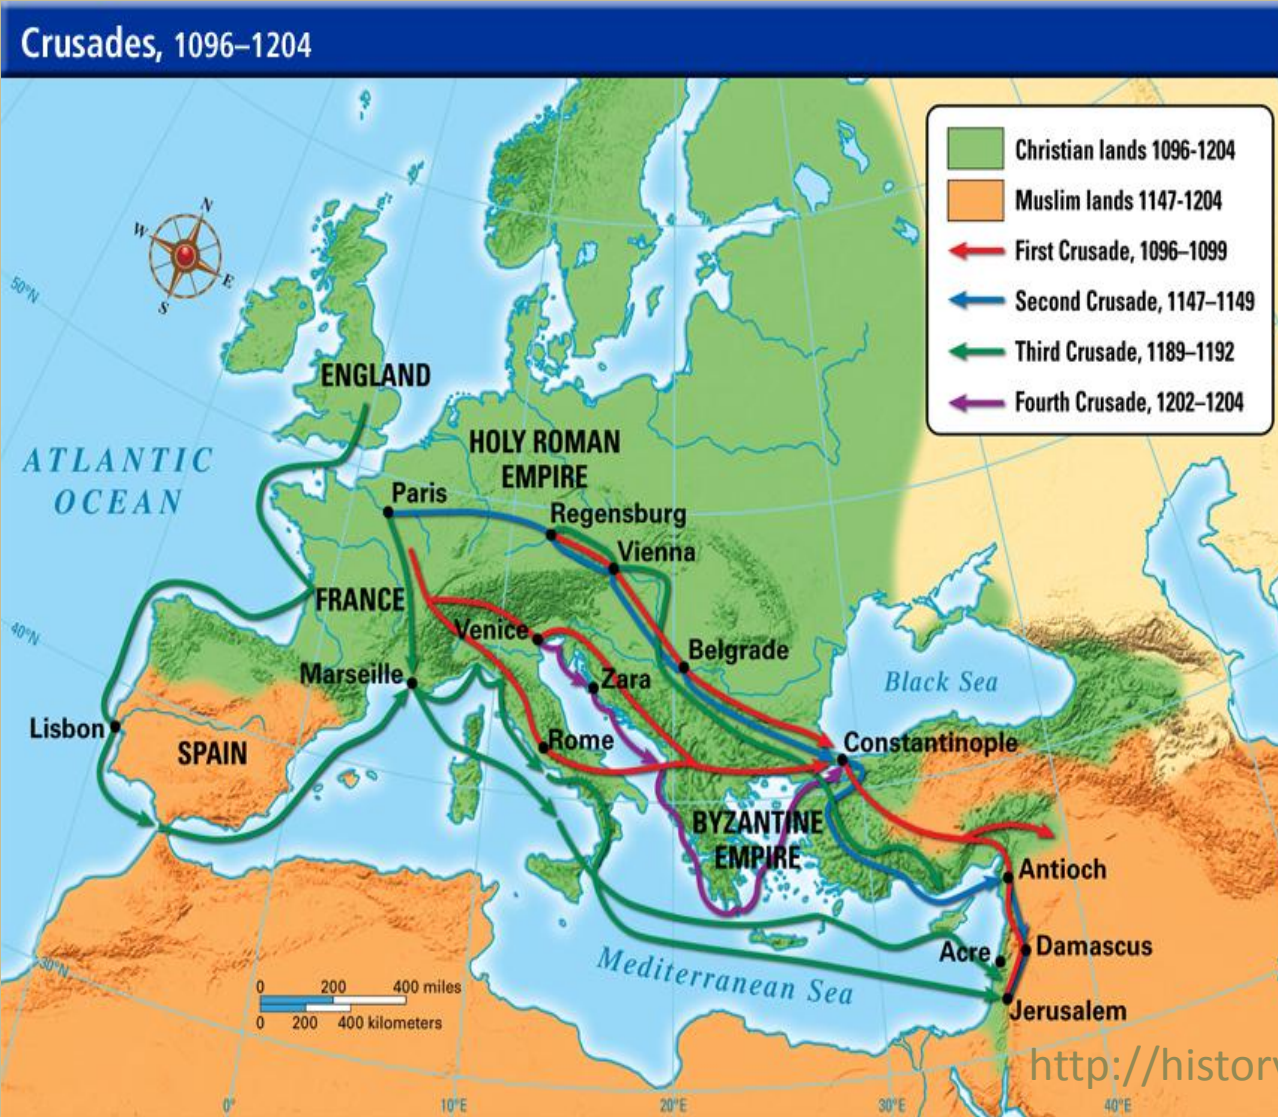 Crusades, 1096–1204
Christian lands 1096-1204
Muslim lands 1147-1204
First Crusade, 1096–1099
Second Crusade, 1147–1149
Third Crusade, 1189–1192
Fourth Crusade, 1202–1204
N
W
E
S
50°N
ENGLAND
ATLANTIC
OCEAN
HOLY ROMAN
EMPIRE
Paris
Regensburg
Vienna
FRANCE
40°N
Venice
Belgrade
Marseille
Zara
Black Sea
Lisbon
SPAIN
Rome
Constantinople
BYZANTINE
EMPIRE
Antioch
Acre
Damascus
30°N
Mediterranean Sea
Jerusalem
0 200 400 miles
0 200 400 kilometers
http://history
0° 10°E 20°E 30°E 40°E